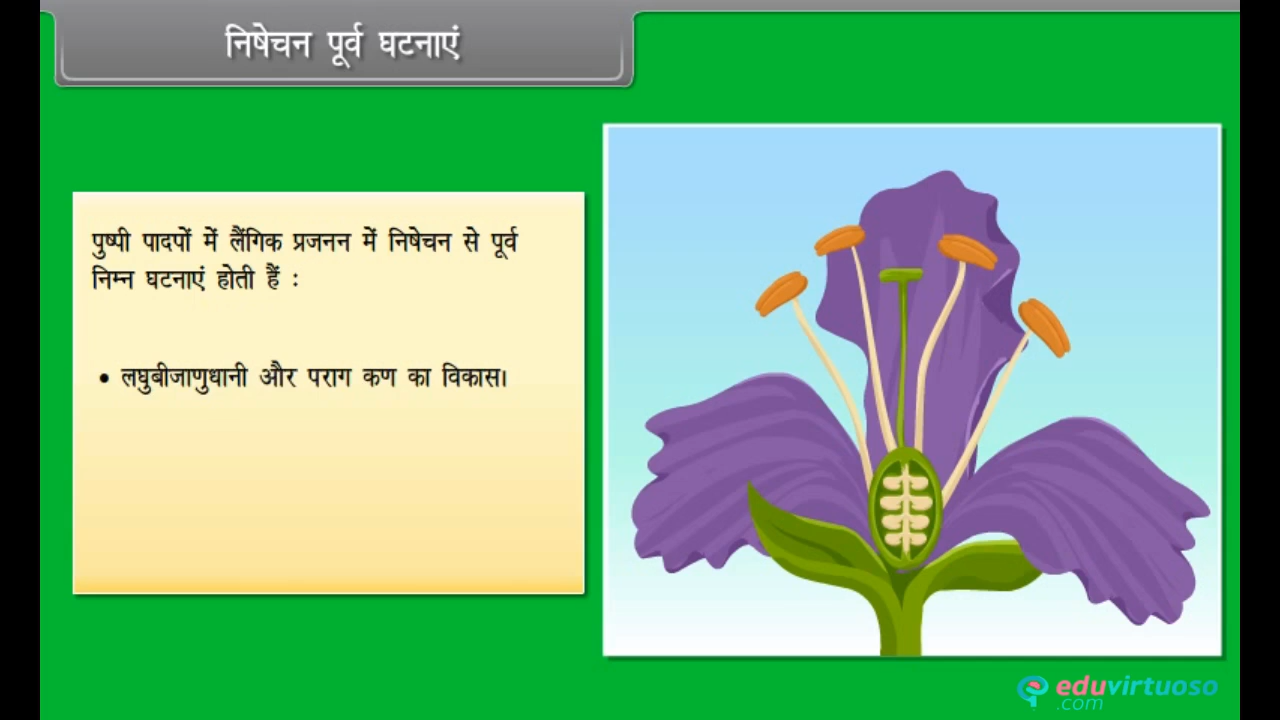 निषेचन पूर्व घटनाएं
पुष्पी पादपों में लैंगिक प्रजनन में निषेचन से पूर्व
निम्न घटनाएं होती हैं :
• लघुबीजाणुधानी और पराग कण का विकास।
eduvirtuoso
.com